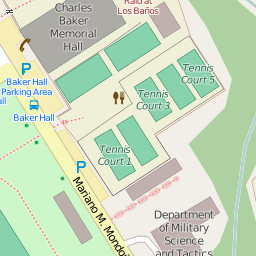 Charles
Baker
Memorial
Hall
Raid at
Los Baños
P
Baker Hall
Parking Area
Baker Hall
Tennis
Court 5
Tennis
Court 3
Tennis
Court 1
P
Mariano M. Mondo
Department
of Military
Science
and Tactics